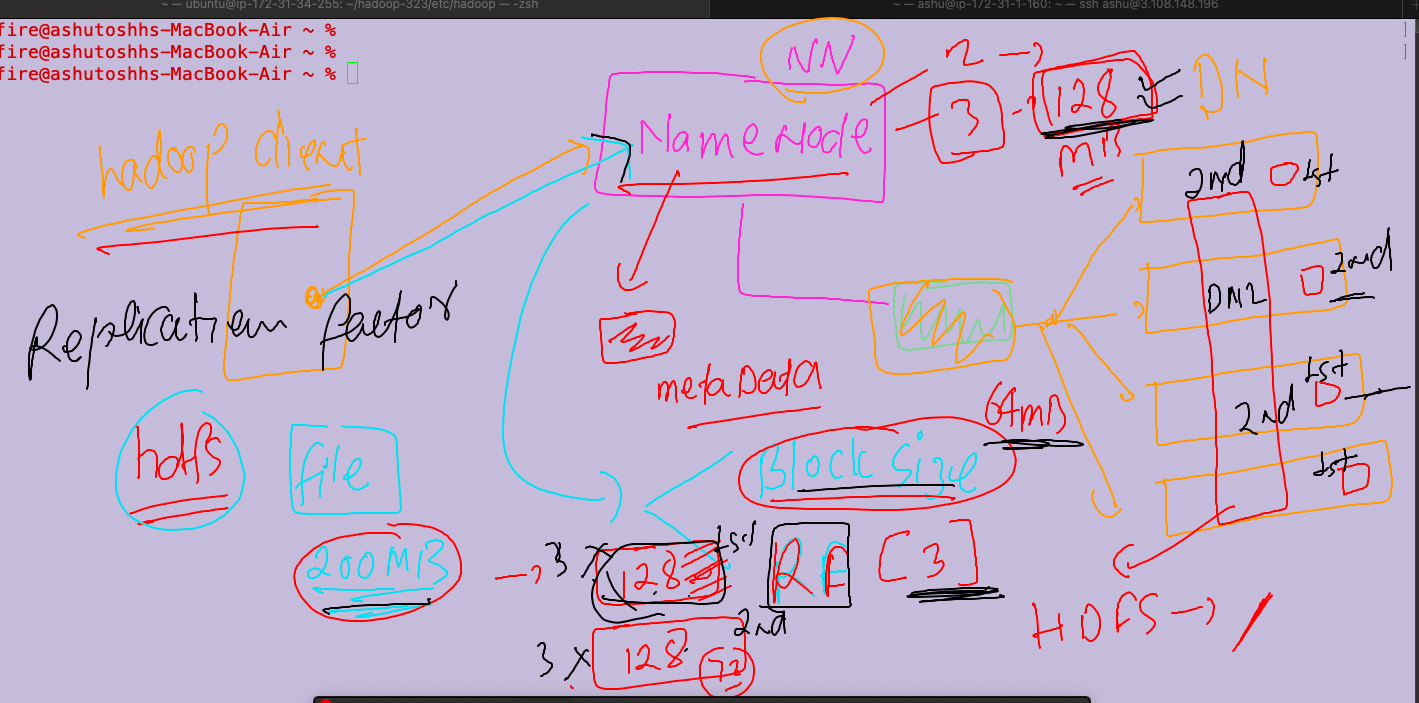 ~ — ubuntu@ip-172-31-34-255: ~/hadoop-323/etc/hadoop — -zsh
~ — ashu@ip-172-31-1-160: ~ — ssh ashu@3.108.148.196
fire@ashutoshhs-MacBook-Air ~ %
fire@ashutoshhs-MacBook-Air ~ %
fire@ashutoshhs-MacBook-Air ~ %
NN
2
DN
NameNode
3
128
MB
hadoop client
2nd
1st
2nd
DN2
Replication factor
metaData
1st
64MB
2nd
hdfs
file
Block Size
1st
200MB
3 x
128
1st
RF
3
2nd
HDFS
3 x
128
72